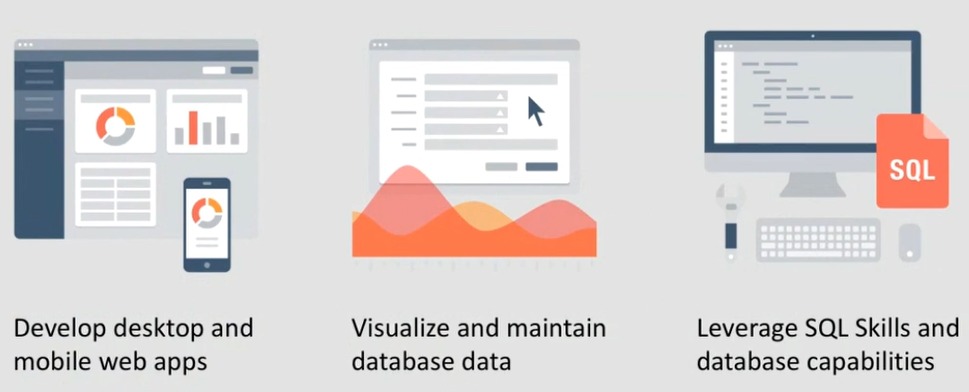 SQL
Develop desktop and
mobile web apps
Visualize and maintain
database data
Leverage SQL Skills and
database capabilities